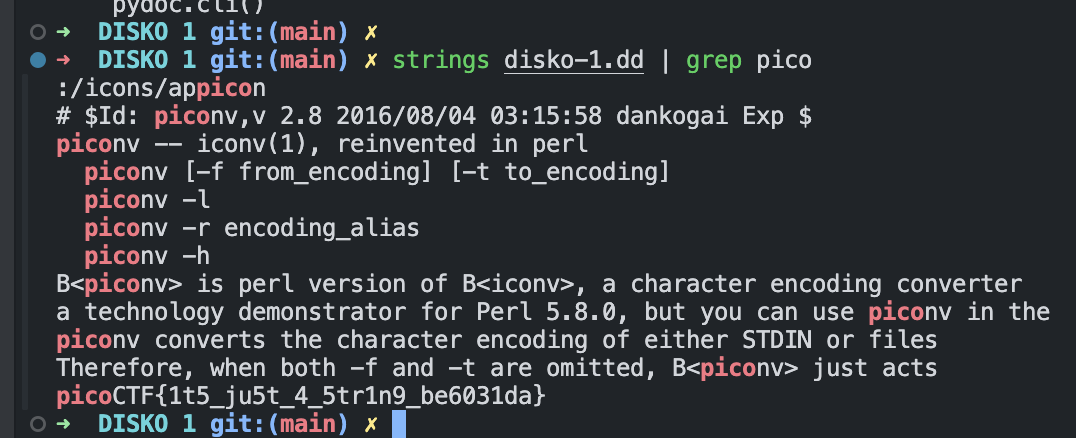 pydoc.cli()
➜ DISKO 1 git:(main) ✗
➜ DISKO 1 git:(main) ✗ strings disko-1.dd | grep pico
:/icons/appicon
# $Id: piconv,v 2.8 2016/08/04 03:15:58 dankogai Exp $
piconv -- iconv(1), reinvented in perl
piconv [-f from_encoding] [-t to_encoding]
piconv -l
piconv -r encoding_alias
piconv -h
B<piconv> is perl version of B<iconv>, a character encoding converter
a technology demonstrator for Perl 5.8.0, but you can use piconv in the
piconv converts the character encoding of either STDIN or files
Therefore, when both -f and -t are omitted, B<piconv> just acts
picoCTF{1t5_ju5t_4_5tr1n9_be6031da}
➜ DISKO 1 git:(main) ✗